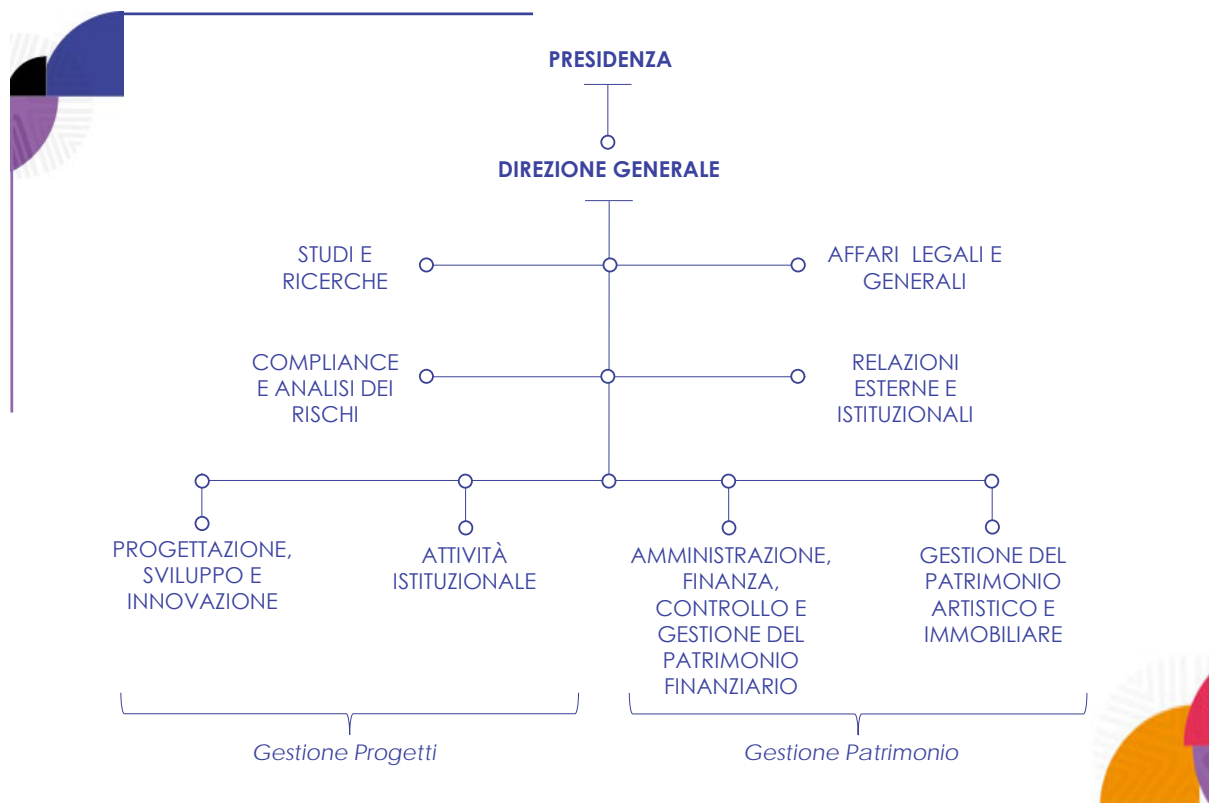 PRESIDENZA
DIREZIONE GENERALE
STUDI E
RICERCHE
AFFARI LEGALI E
GENERALI
COMPLIANCE
E ANALISI DEI
RISCHI
RELAZIONI
ESTERNE E
ISTITUZIONALI
PROGETTAZIONE,
SVILUPPO E
INNOVAZIONE
ATTIVITÀ
ISTITUZIONALE
AMMINISTRAZIONE,
FINANZA,
CONTROLLO E
GESTIONE DEL
PATRIMONIO
FINANZIARIO
GESTIONE DEL
PATRIMONIO
ARTISTICO E
IMMOBILIARE
Gestione Progetti
Gestione Patrimonio